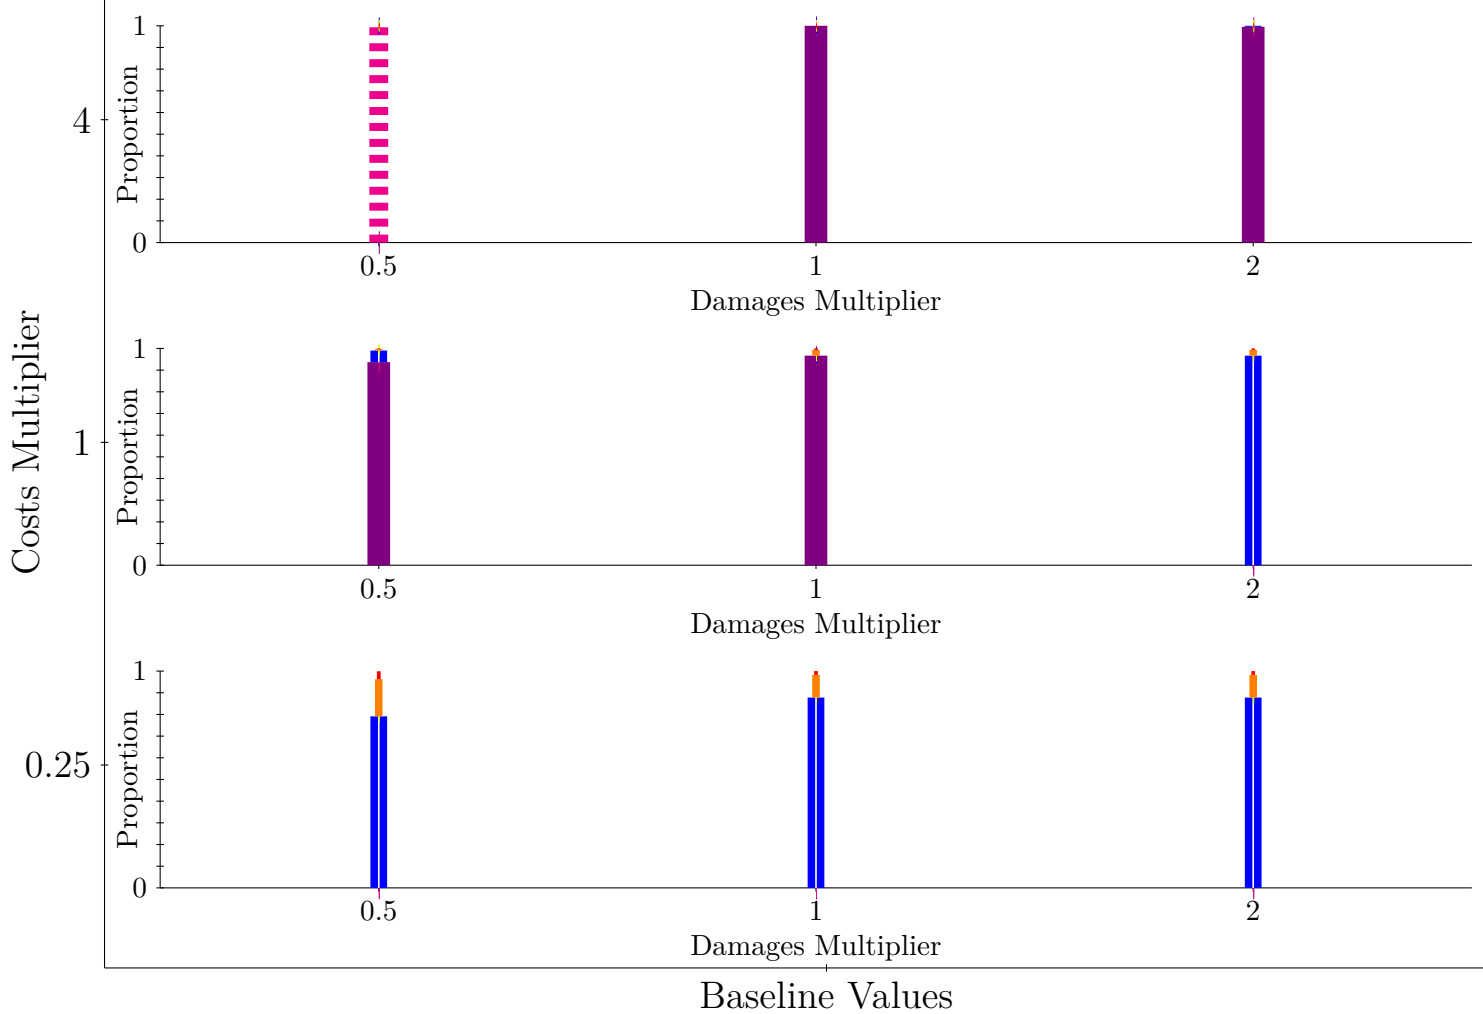 Costs Multiplier
4
Proportion
1
0
0.5
1
2
Damages Multiplier
1
Proportion
1
0
0.5
1
2
Damages Multiplier
0.25
Proportion
1
0
0.5
1
2
Damages Multiplier
Baseline Values